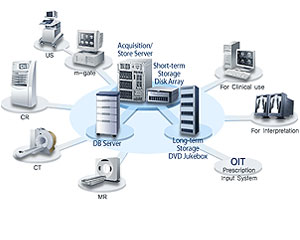 Acquisition/
Store Server
Short-term
Storage
Disk Array
US
m-gate
For Clinical use
CR
For Interpretation
DB Server
Long-term
Storage
DVD Jukebox
CT
OIT
Prescription
Input System
MR